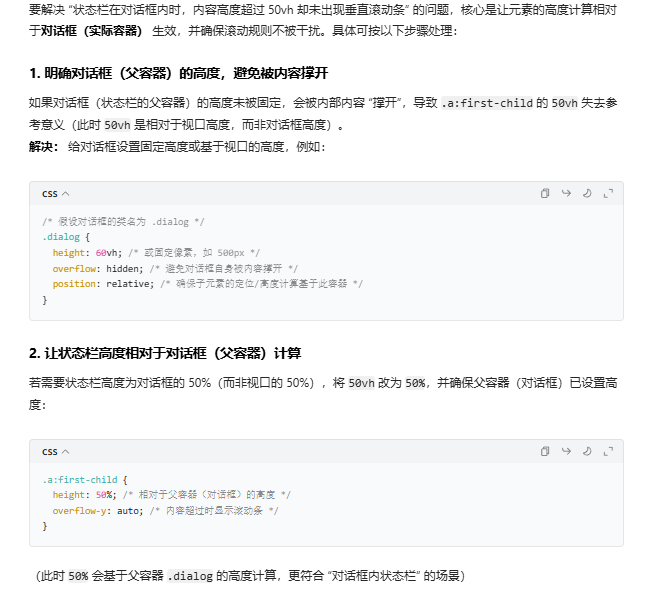 要解决 “状态栏在对话框内时，内容高度超过 50vh 却未出现垂直滚动条” 的问题，核心是让元素的高度计算相对
于对话框（实际容器） 生效，并确保滚动规则不被干扰。具体可按以下步骤处理：
1. 明确对话框（父容器）的高度，避免被内容撑开
如果对话框（状态栏的父容器）的高度未被固定，会被内部内容 “撑开”，导致 .a:first-child 的 50vh 失去参
考意义（此时 50vh 是相对于视口高度，而非对话框高度）。
解决： 给对话框设置固定高度或基于视口的高度，例如：
css
/* 假设对话框的类名为 .dialog */
.dialog {
  height: 60vh; /* 或固定像素，如 500px */
  overflow: hidden; /* 避免对话框自身被内容撑开 */
  position: relative; /* 确保子元素的定位/高度计算基于此容器 */
}
2. 让状态栏高度相对于对话框（父容器）计算
若需要状态栏高度为对话框的 50%（而非视口的 50%），将 50vh 改为 50%，并确保父容器（对话框）已设置高
度：
css
.a:first-child {
  height: 50%; /* 相对于父容器（对话框）的高度 */
  overflow-y: auto; /* 内容超过时显示滚动条 */
}
（此时 50% 会基于父容器 .dialog 的高度计算，更符合 “对话框内状态栏” 的场景）